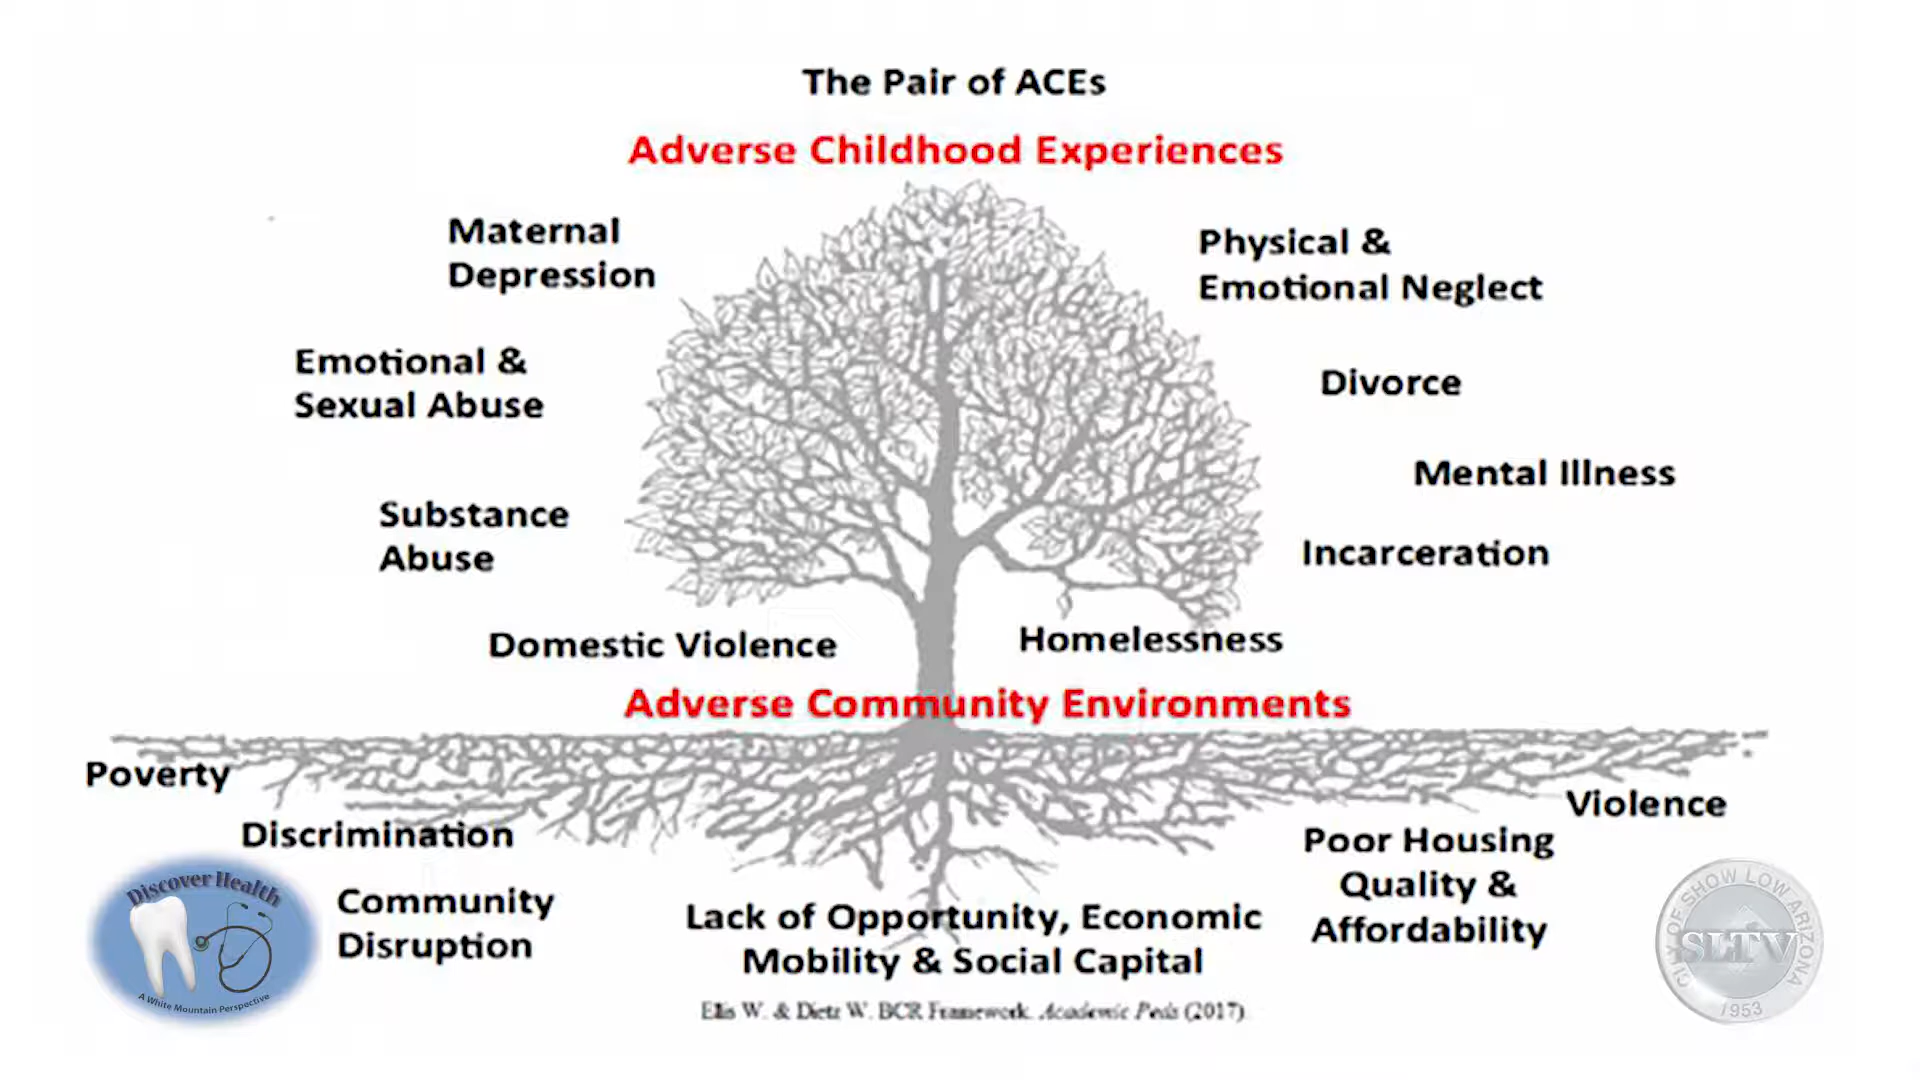 The Pair of ACEs
Adverse Childhood Experiences
Maternal
Depression
Physical &
Emotional Neglect
Emotional &
Sexual Abuse
Divorce
Mental Illness
Substance
Abuse
Incarceration
Domestic Violence
Homelessness
Adverse Community Environments
Poverty
Violence
Discrimination
Poor Housing
Quality &
Affordability
Community
Disruption
Lack of Opportunity, Economic
Mobility & Social Capital
Ellis W. & Dietz W. BCR Framework. Academic Peds (2017)
Discover Health
A White Mountain Perspective
CITY OF SHOW LOW ARIZONA
SLTV
1953